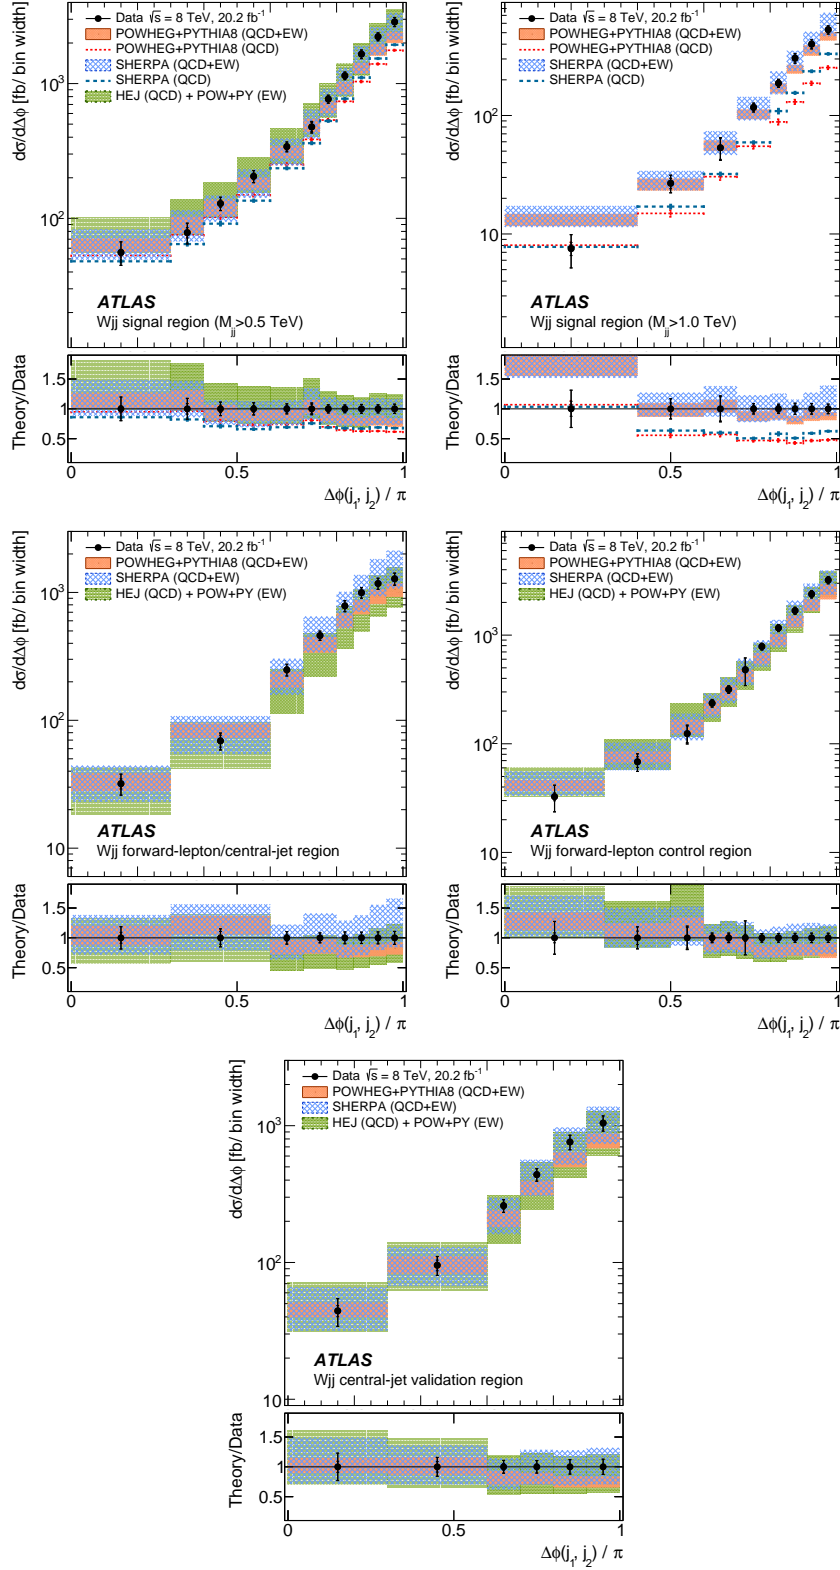 dσ/dΔϕ [fb/ bin width]
Data √s = 8 TeV, 20.2 fb⁻¹
POWHEG+PYTHIA8 (QCD+EW)
POWHEG+PYTHIA8 (QCD)
SHERPA (QCD+EW)
SHERPA (QCD)
HEJ (QCD) + POW+PY (EW)
10³
10²
ATLAS
Wjj signal region (M_jj>0.5 TeV)
Theory/Data
1.5
1
0.5
0 0.5 1
Δϕ(j₁, j₂) / π
dσ/dΔϕ [fb/ bin width]
Data √s = 8 TeV, 20.2 fb⁻¹
POWHEG+PYTHIA8 (QCD+EW)
POWHEG+PYTHIA8 (QCD)
SHERPA (QCD+EW)
SHERPA (QCD)
10²
10
ATLAS
Wjj signal region (M_jj>1.0 TeV)
Theory/Data
1.5
1
0.5
0 0.5 1
Δϕ(j₁, j₂) / π
dσ/dΔϕ [fb/ bin width]
Data √s = 8 TeV, 20.2 fb⁻¹
POWHEG+PYTHIA8 (QCD+EW)
SHERPA (QCD+EW)
HEJ (QCD) + POW+PY (EW)
10³
10²
10
ATLAS
Wjj forward-lepton/central-jet region
Theory/Data
1.5
1
0.5
0 0.5 1
Δϕ(j₁, j₂) / π
dσ/dΔϕ [fb/ bin width]
Data √s = 8 TeV, 20.2 fb⁻¹
POWHEG+PYTHIA8 (QCD+EW)
SHERPA (QCD+EW)
HEJ (QCD) + POW+PY (EW)
10³
10²
10
ATLAS
Wjj forward-lepton control region
Theory/Data
1.5
1
0.5
0 0.5 1
Δϕ(j₁, j₂) / π
dσ/dΔϕ [fb/ bin width]
Data √s = 8 TeV, 20.2 fb⁻¹
POWHEG+PYTHIA8 (QCD+EW)
SHERPA (QCD+EW)
HEJ (QCD) + POW+PY (EW)
10³
10²
10
ATLAS
Wjj central-jet validation region
Theory/Data
1.5
1
0.5
0 0.5 1
Δϕ(j₁, j₂) / π